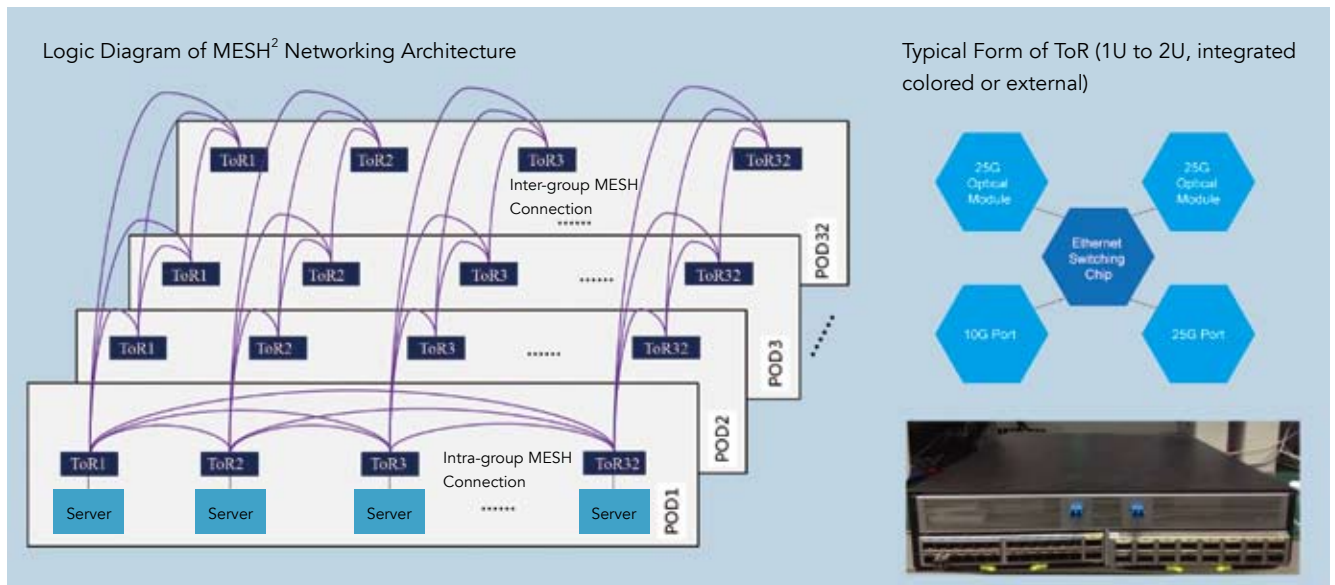 Logic Diagram of MESH² Networking Architecture
ToR1
ToR2
ToR3
ToR32
Inter-group MESH
Connection
......
POD32
ToR1
ToR2
ToR3
......
ToR32
POD3
......
ToR1
ToR2
ToR3
......
ToR32
POD2
ToR1
ToR2
ToR3
Intra-group MESH
Connection
ToR32
Server
Server
Server
......
Server
POD1
Typical Form of ToR (1U to 2U, integrated
colored or external)
25G
Optical
Module
25G
Optical
Module
Ethernet
Switching
Chip
10G Port
25G Port